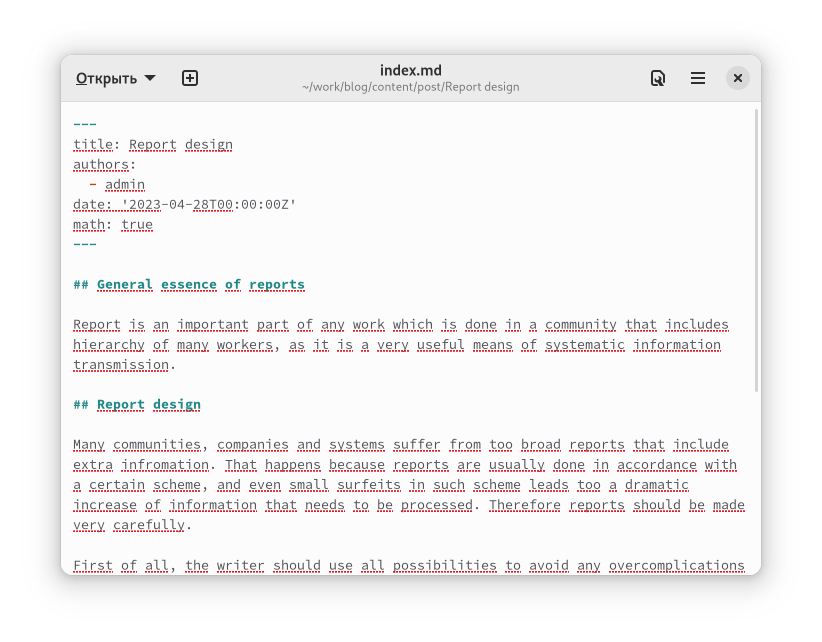 Открыть
index.md
~/work/blog/content/post/Report design
---
title: Report design
authors:
- admin
date: '2023-04-28T00:00:00Z'
math: true
---
## General essence of reports
Report is an important part of any work which is done in a community that includes
hierarchy of many workers, as it is a very useful means of systematic information
transmission.
## Report design
Many communities, companies and systems suffer from too broad reports that include
extra infromation. That happens because reports are usually done in accordance with
a certain scheme, and even small surfeits in such scheme leads too a dramatic
increase of information that needs to be processed. Therefore reports should be made
very carefully.
First of all, the writer should use all possibilities to avoid any overcomplications